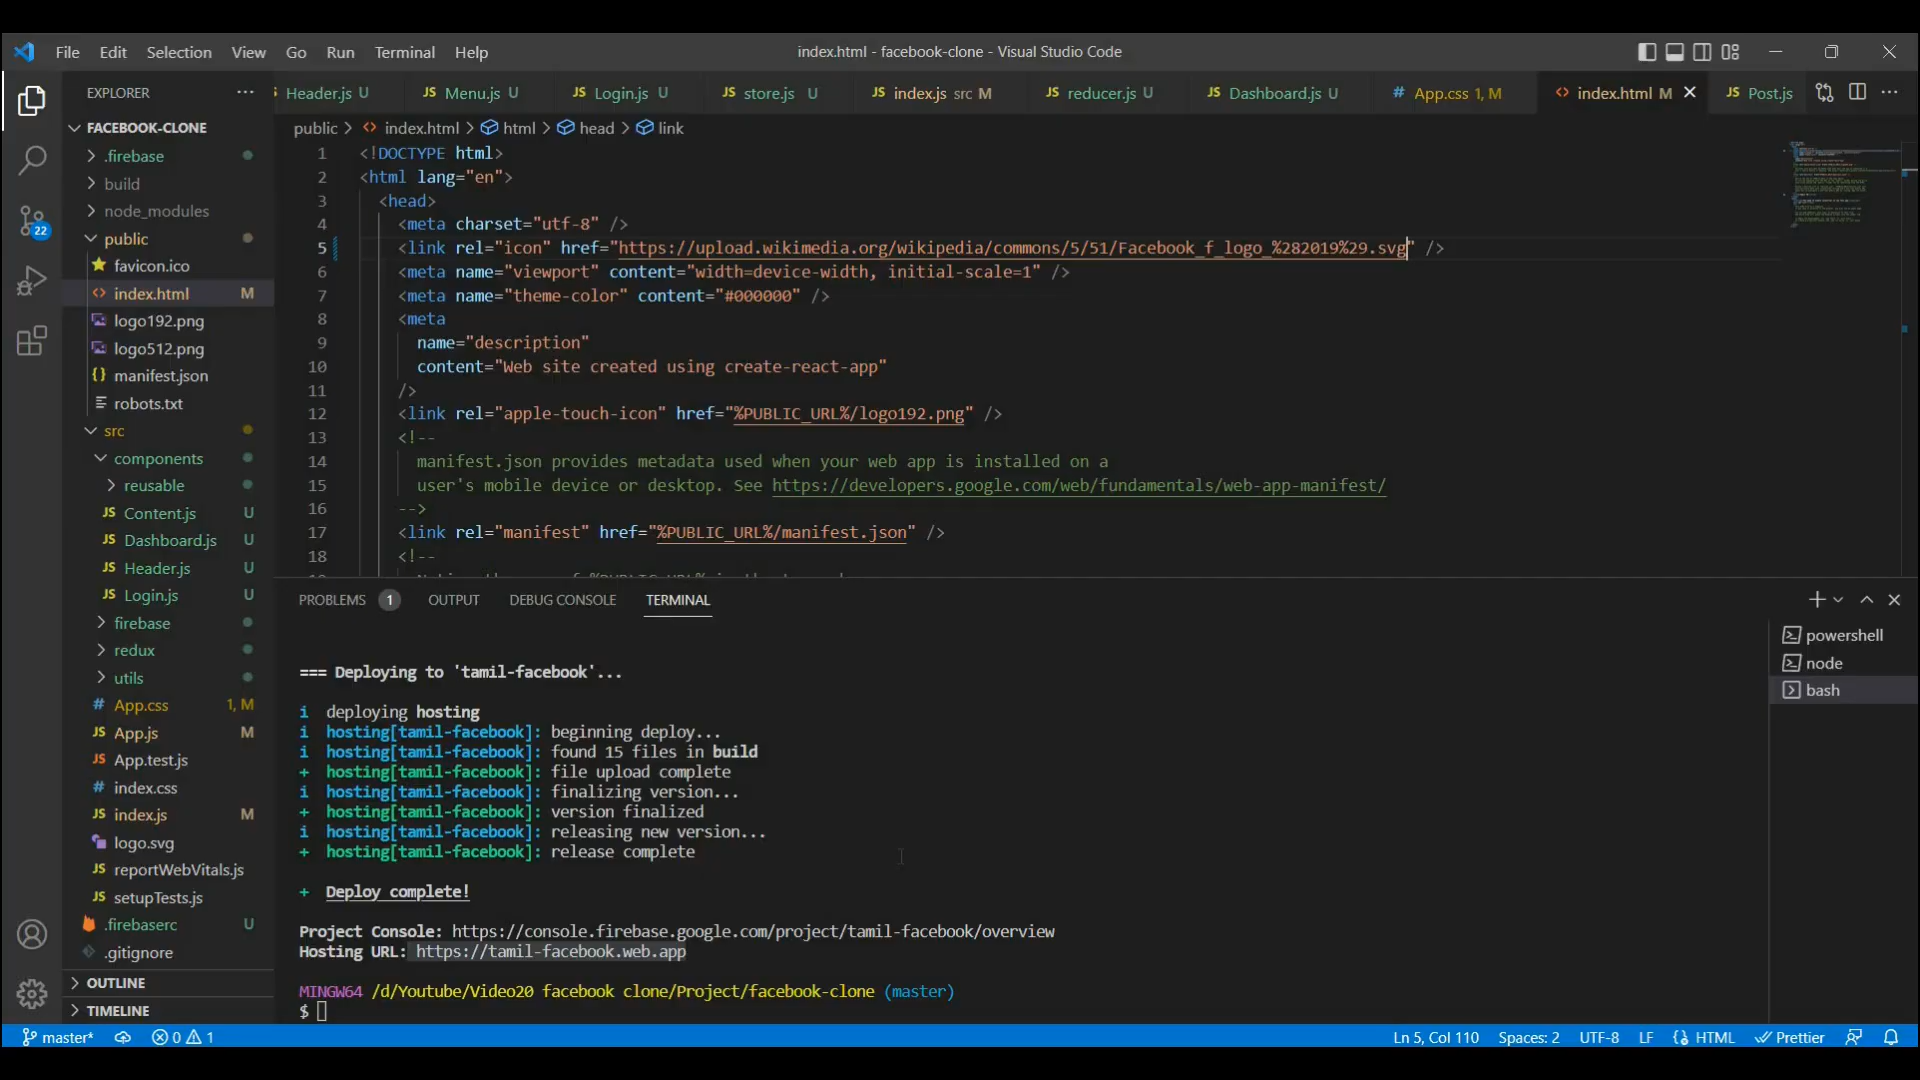 File Edit Selection View Go Run Terminal Help
index.html - facebook-clone - Visual Studio Code
EXPLORER
Header.js U
Menu.js U
Login.js U
store.js U
index.js src M
reducer.js U
Dashboard.js U
App.css 1, M
index.html M
Post.js
public > index.html > html > head > link
FACEBOOK-CLONE
.firebase
build
node_modules
public
favicon.ico
index.html M
logo192.png
logo512.png
manifest.json
robots.txt
src
components
reusable
Content.js U
Dashboard.js U
Header.js U
Login.js U
firebase
redux
utils
App.css 1, M
App.js M
App.test.js
index.css
index.js M
logo.svg
reportWebVitals.js
setupTests.js
.firebaserc U
.gitignore
OUTLINE
TIMELINE
22
1 <!DOCTYPE html>
2 <html lang="en">
3 <head>
4 <meta charset="utf-8" />
5 <link rel="icon" href="https://upload.wikimedia.org/wikipedia/commons/5/51/Facebook_f_logo_%282019%29.svg" />
6 <meta name="viewport" content="width=device-width, initial-scale=1" />
7 <meta name="theme-color" content="#000000" />
8 <meta
9 name="description"
10 content="Web site created using create-react-app"
11 />
12 <link rel="apple-touch-icon" href="%PUBLIC_URL%/logo192.png" />
13 <!--
14 manifest.json provides metadata used when your web app is installed on a
15 user's mobile device or desktop. See https://developers.google.com/web/fundamentals/web-app-manifest/
16 -->
17 <link rel="manifest" href="%PUBLIC_URL%/manifest.json" />
18 <!--
PROBLEMS 1 OUTPUT DEBUG CONSOLE TERMINAL
powershell
node
bash
=== Deploying to 'tamil-facebook'...
i deploying hosting
i hosting[tamil-facebook]: beginning deploy...
i hosting[tamil-facebook]: found 15 files in build
+ hosting[tamil-facebook]: file upload complete
i hosting[tamil-facebook]: finalizing version...
+ hosting[tamil-facebook]: version finalized
i hosting[tamil-facebook]: releasing new version...
+ hosting[tamil-facebook]: release complete
+ Deploy complete!
Project Console: https://console.firebase.google.com/project/tamil-facebook/overview
Hosting URL: https://tamil-facebook.web.app
MINGW64 /d/Youtube/Video20 facebook clone/Project/facebook-clone (master)
$
master* 0 1
Ln 5, Col 110 Spaces: 2 UTF-8 LF HTML Prettier